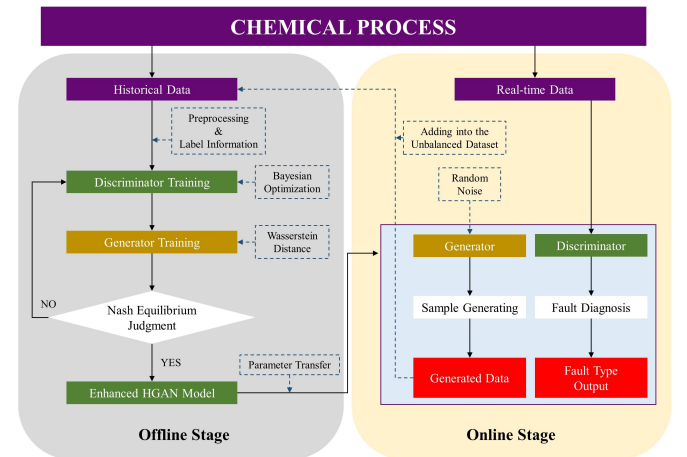 CHEMICAL PROCESS
Historical Data
Real-time Data
Preprocessing
&
Label Information
Adding into the
Unbalanced Dataset
Discriminator Training
Bayesian
Optimization
Random
Noise
Generator Training
Wasserstein
Distance
Generator
Discriminator
NO
Nash Equilibrium
Judgment
Sample Generating
Fault Diagnosis
YES
Parameter Transfer
Enhanced HGAN Model
Generated Data
Fault Type
Output
Offline Stage
Online Stage